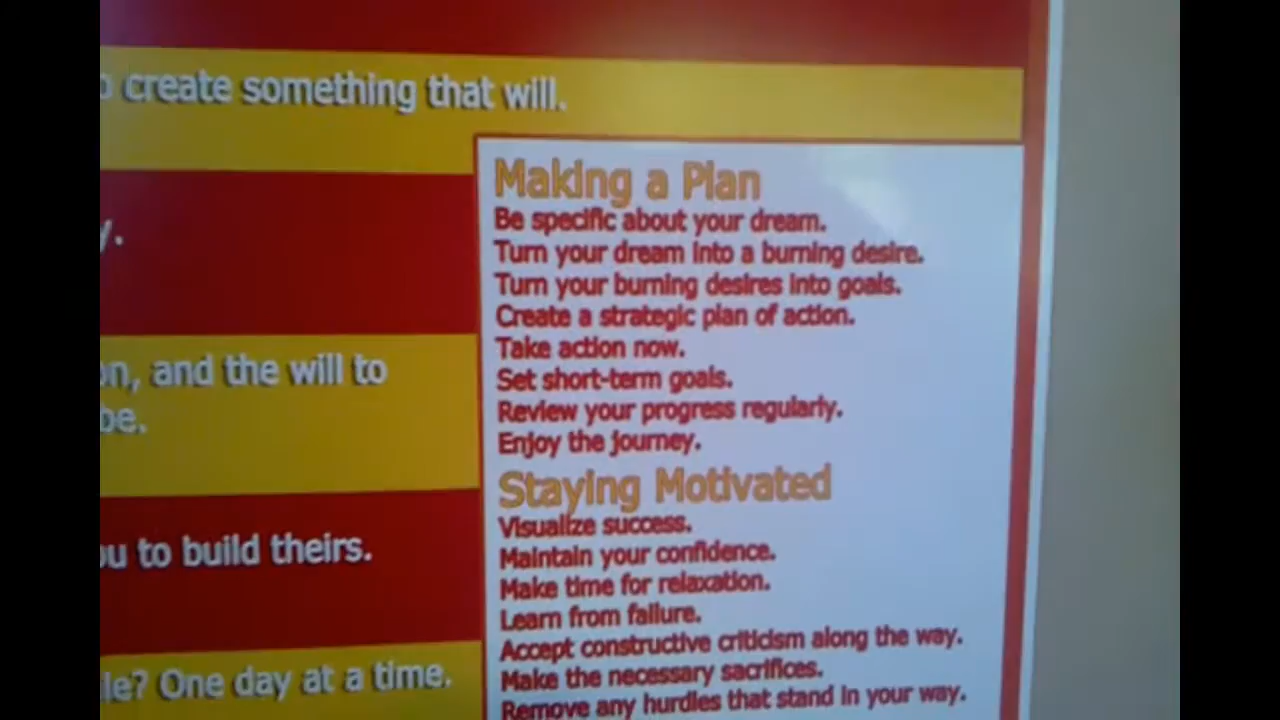 create something that will.
Making a Plan
Be specific about your dream.
Turn your dream into a burning desire.
Turn your burning desires into goals.
Create a strategic plan of action.
Take action now.
Set short-term goals.
Review your progress regularly.
Enjoy the journey.
and the will to
be.
Staying Motivated
Visualize success.
Maintain your confidence.
Make time for relaxation.
Learn from failure.
Accept constructive criticism along the way.
Make the necessary sacrifices.
Remove any hurdles that stand in your way.
to build theirs.
One day at a time.